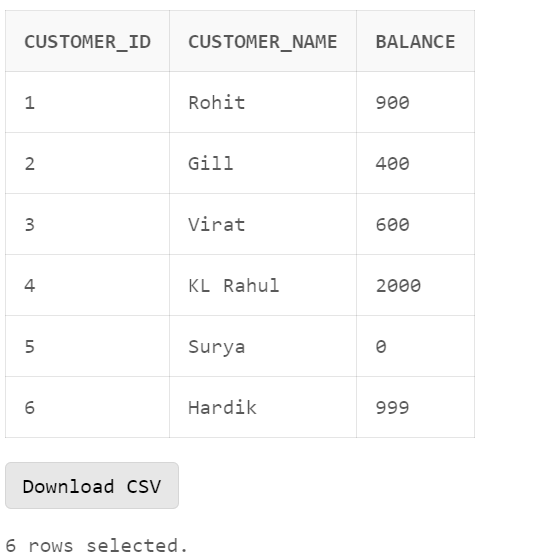 CUSTOMER_ID CUSTOMER_NAME BALANCE
1 Rohit 900
2 Gill 400
3 Virat 600
4 KL Rahul 2000
5 Surya 0
6 Hardik 999
Download CSV
6 rows selected.